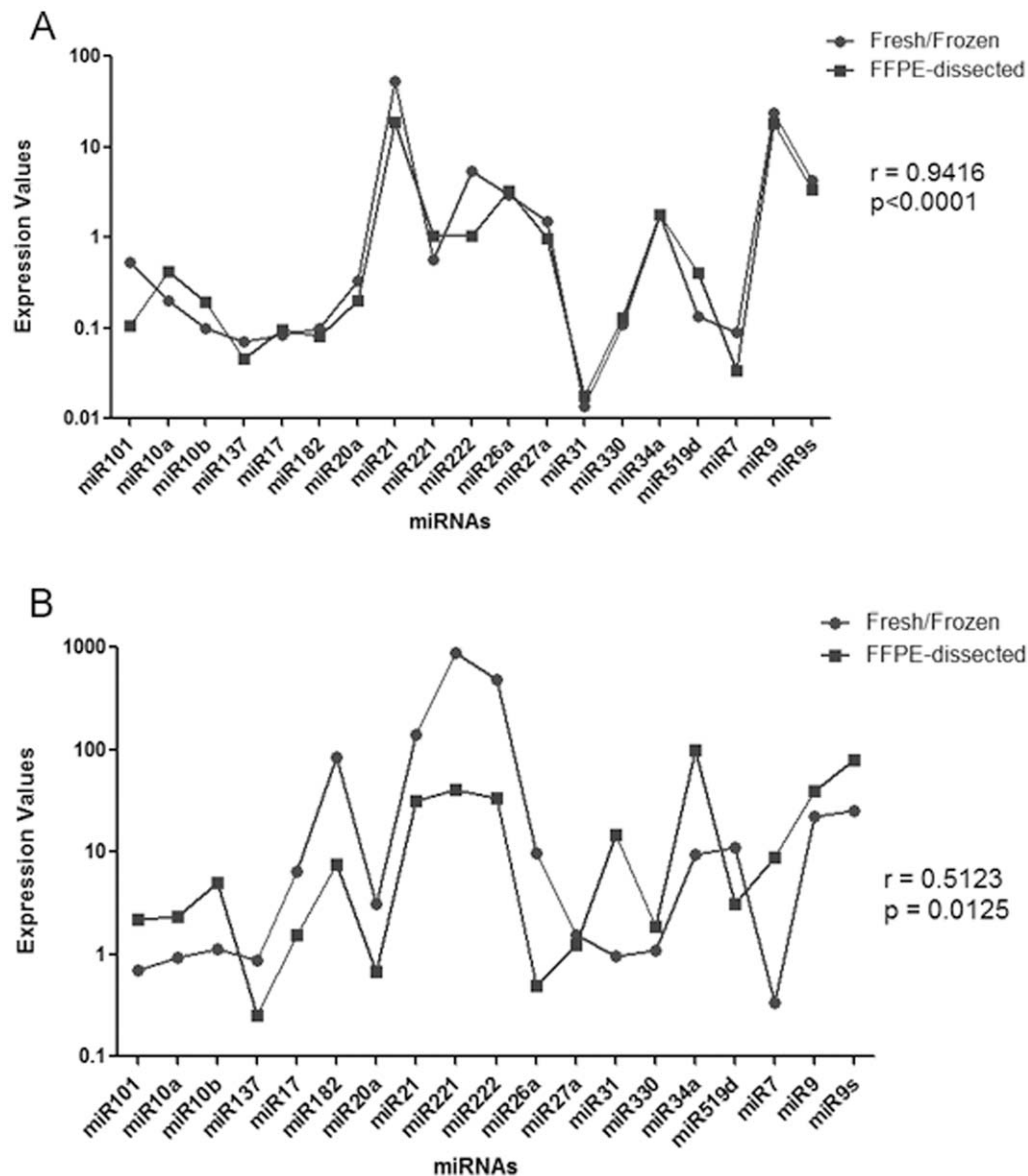 A
Fresh/Frozen
FFPE-dissected
100
10
1
0.1
0.01
Expression Values
r = 0.9416
p<0.0001
miR101
miR10a
miR10b
miR137
miR17
miR182
miR20a
miR21
miR221
miR222
miR26a
miR27a
miR31
miR330
miR34a
miR519d
miR7
miR9
miR9s
miRNAs
B
Fresh/Frozen
FFPE-dissected
1000
100
10
1
0.1
Expression Values
r = 0.5123
p = 0.0125
miR101
miR10a
miR10b
miR137
miR17
miR182
miR20a
miR21
miR221
miR222
miR26a
miR27a
miR31
miR330
miR34a
miR519d
miR7
miR9
miR9s
miRNAs